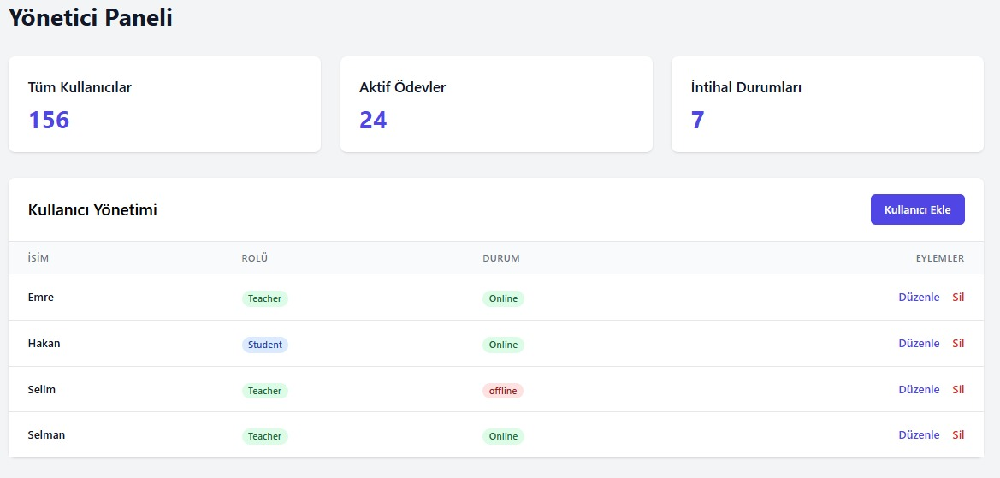 Yönetici Paneli
Tüm Kullanıcılar
156
Aktif Ödevler
24
İntihal Durumları
7
Kullanıcı Yönetimi
Kullanıcı Ekle
İSİM ROLÜ DURUM EYLEMLER
Emre Teacher Online Düzenle Sil
Hakan Student Online Düzenle Sil
Selim Teacher offline Düzenle Sil
Selman Teacher Online Düzenle Sil